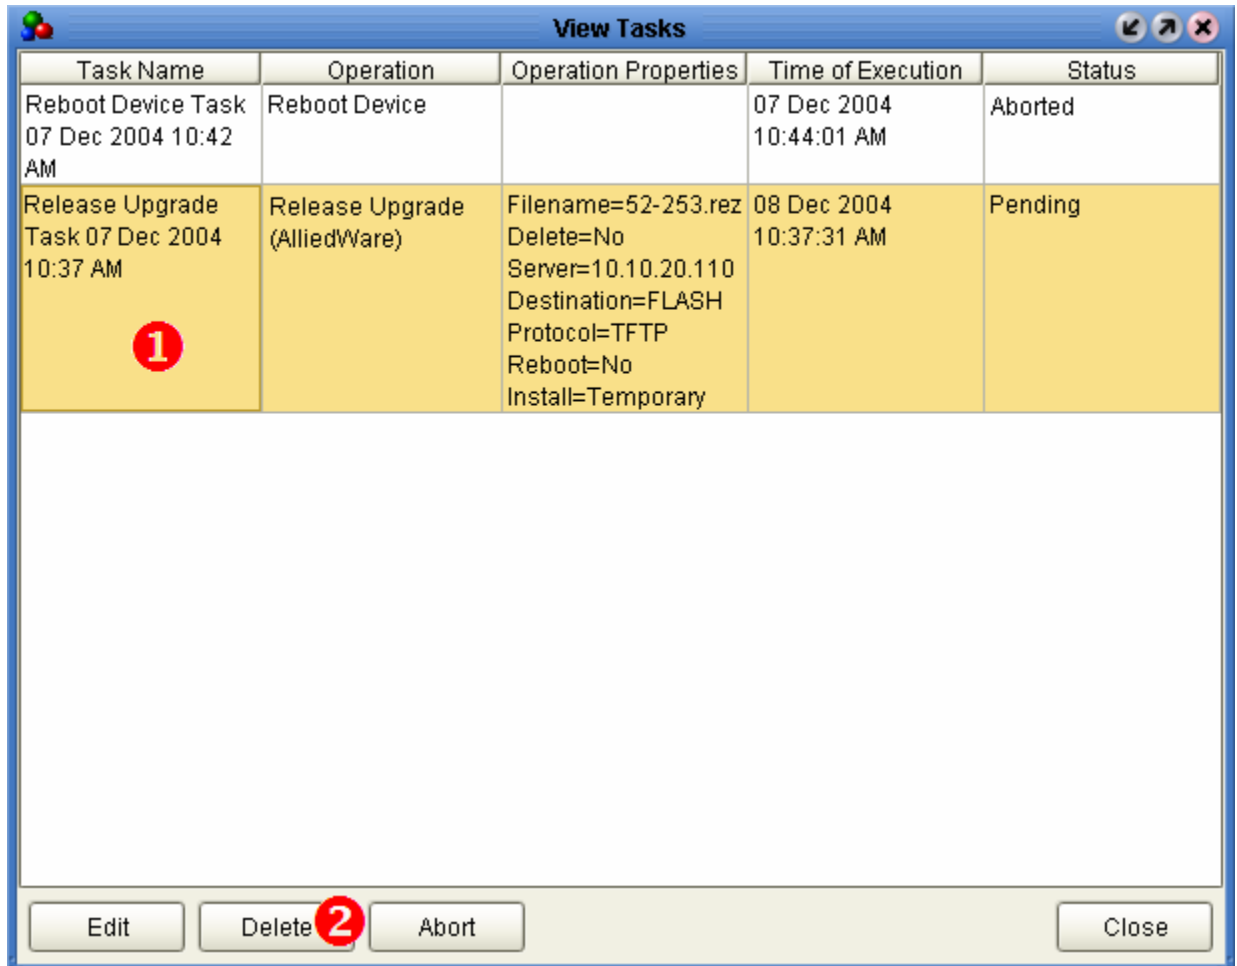 View Tasks
Task Name Operation Operation Properties Time of Execution Status
Reboot Device Task
07 Dec 2004 10:42
AM
Reboot Device
07 Dec 2004
10:44:01 AM
Aborted
Release Upgrade
Task 07 Dec 2004
10:37 AM
1
Release Upgrade
(AlliedWare)
Filename=52-253.rez
Delete=No
Server=10.10.20.110
Destination=FLASH
Protocol=TFTP
Reboot=No
Install=Temporary
08 Dec 2004
10:37:31 AM
Pending
Edit Delete 2 Abort Close